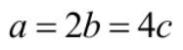 a = 2b = 4c